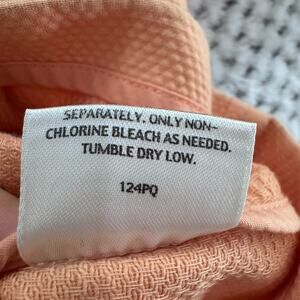 SEPARATELY. ONLY NON-
CHLORINE BLEACH AS NEEDED.
TUMBLE DRY LOW.
124PQ